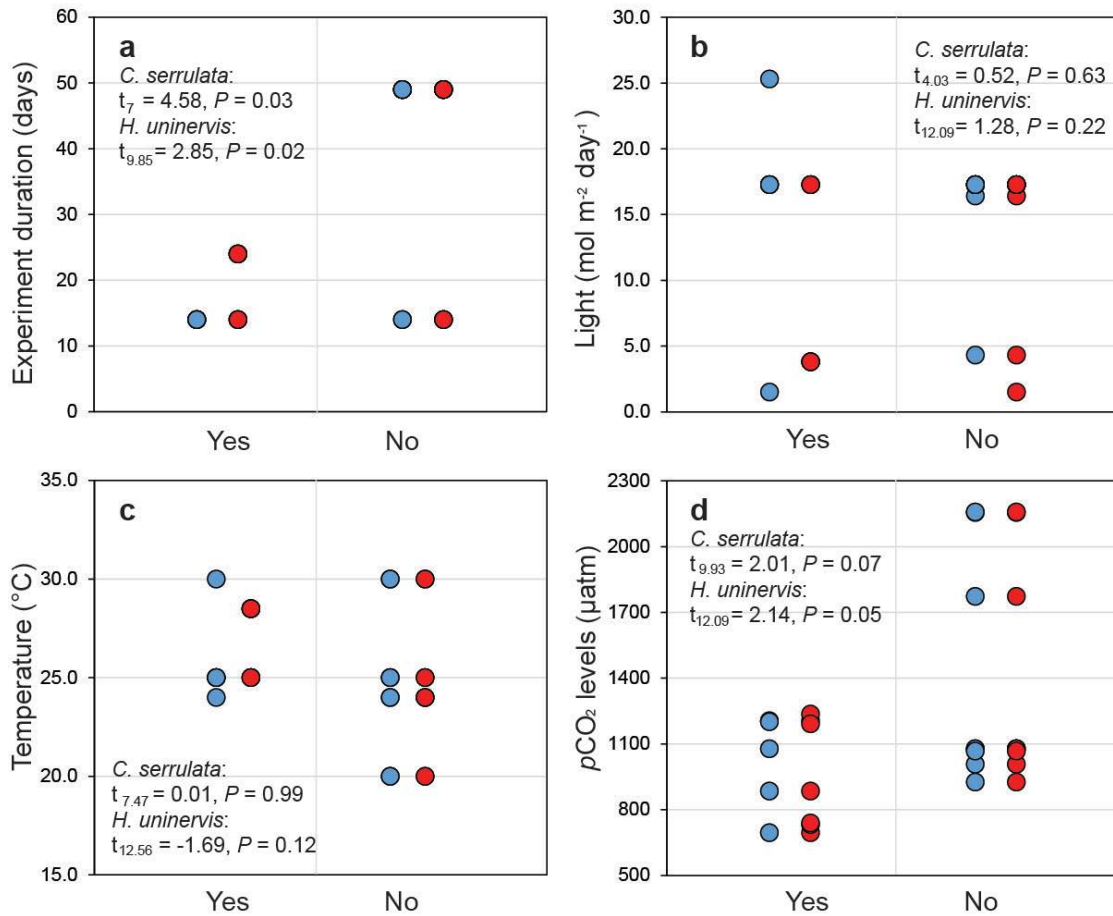 a
Experiment duration (days)
60
50
40
30
20
10
0
C. serrulata:
t7 = 4.58, P = 0.03
H. uninervis:
t9.85 = 2.85, P = 0.02
Yes
No
b
Light (mol m-2 day-1)
30.0
25.0
20.0
15.0
10.0
5.0
0.0
C. serrulata:
t4.03 = 0.52, P = 0.63
H. uninervis:
t12.09 = 1.28, P = 0.22
Yes
No
c
Temperature (°C)
35.0
30.0
25.0
20.0
15.0
C. serrulata:
t7.47 = 0.01, P = 0.99
H. uninervis:
t12.56 = -1.69, P = 0.12
Yes
No
d
pCO2 levels (µatm)
2300
2000
1700
1400
1100
800
500
C. serrulata:
t9.93 = 2.01, P = 0.07
H. uninervis:
t12.09 = 2.14, P = 0.05
Yes
No